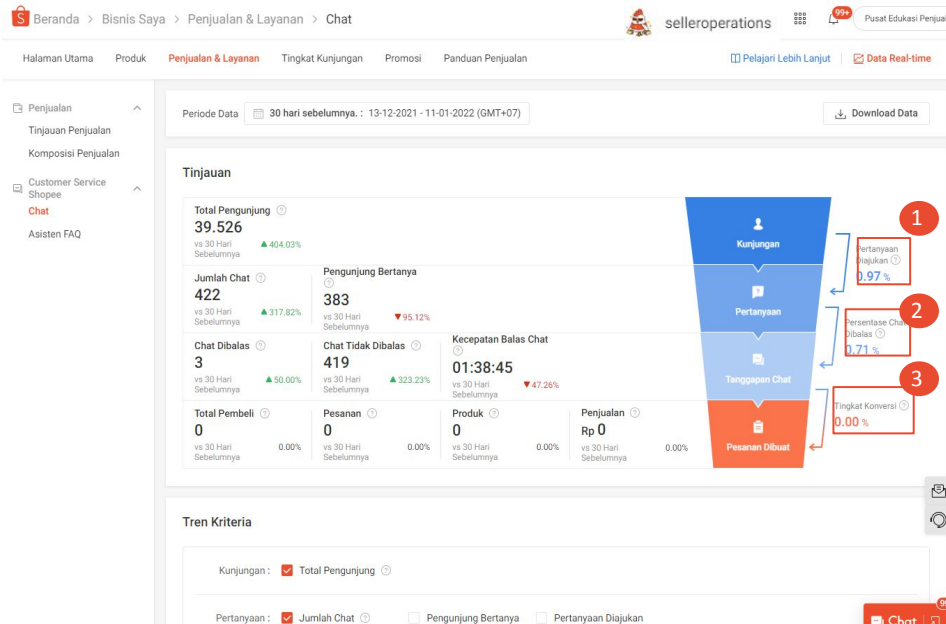 Beranda > Bisnis Saya > Penjualan & Layanan > Chat
selleroperations
99+
Pusat Edukasi Penjual
Halaman Utama Produk Penjualan & Layanan Tingkat Kunjungan Promosi Panduan Penjualan
Pelajari Lebih Lanjut
Data Real-time
Penjualan
Tinjauan Penjualan
Komposisi Penjualan
Customer Service
Shopee
Chat
Asisten FAQ
Periode Data 30 hari sebelumnya. : 13-12-2021 - 11-01-2022 (GMT+07)
Download Data
Tinjauan
Total Pengunjung
39.526
vs 30 Hari
Sebelumnya
404.03%
Jumlah Chat
422
vs 30 Hari
Sebelumnya
317.82%
Pengunjung Bertanya
383
vs 30 Hari
Sebelumnya
95.12%
Chat Dibalas
3
vs 30 Hari
Sebelumnya
50.00%
Chat Tidak Dibalas
419
vs 30 Hari
Sebelumnya
323.23%
Kecepatan Balas Chat
01:38:45
vs 30 Hari
Sebelumnya
47.26%
Total Pembeli
0
vs 30 Hari
Sebelumnya
0.00%
Pesanan
0
vs 30 Hari
Sebelumnya
0.00%
Produk
0
vs 30 Hari
Sebelumnya
0.00%
Penjualan
Rp 0
vs 30 Hari
Sebelumnya
0.00%
Kunjungan
Pertanyaan
Tanggapan Chat
Pesanan Dibuat
1
Pertanyaan
Diajukan
0.97 %
2
Persentase Chat
Dibalas
0.71 %
3
Tingkat Konversi
0.00 %
Tren Kriteria
Kunjungan : Total Pengunjung
Pertanyaan : Jumlah Chat Pengunjung Bertanya Pertanyaan Diajukan
Chat